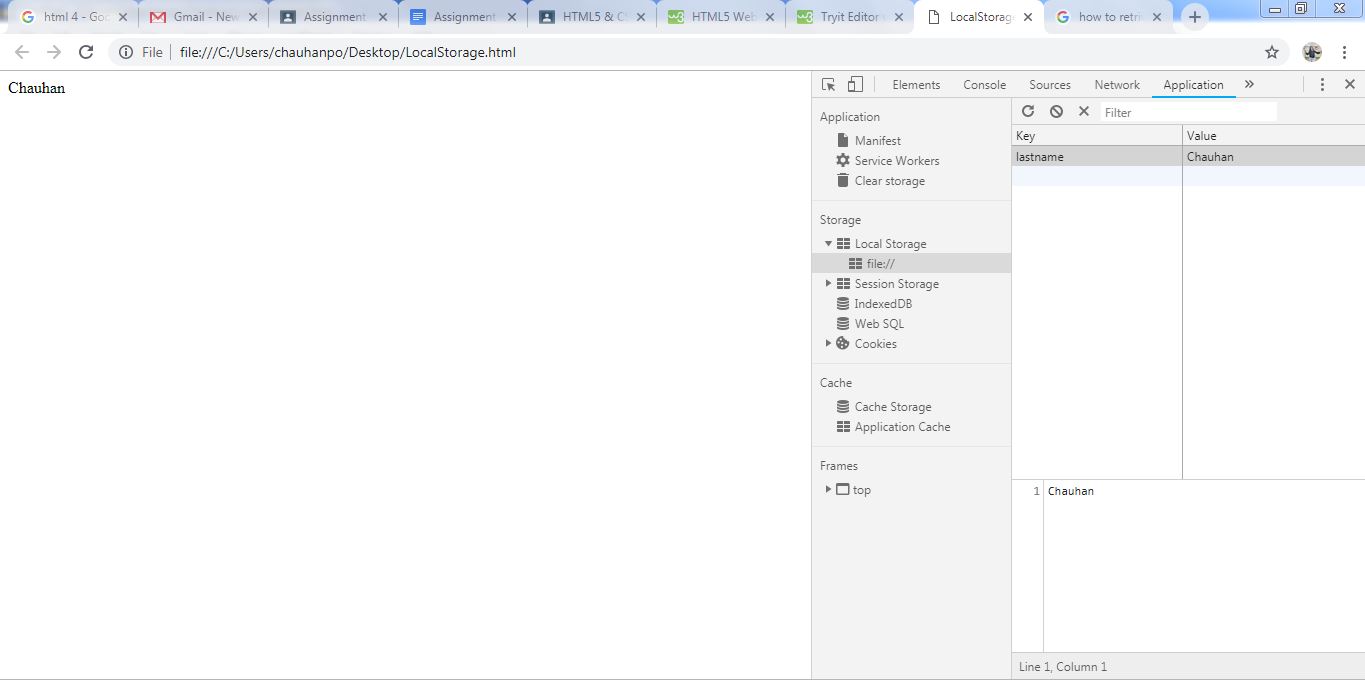 html 4 - Goo
Gmail - New
Assignment
Assignment
HTML5 & C
HTML5 Web
Tryit Editor
LocalStorage
how to retri
File
file:///C:/Users/chauhanpo/Desktop/LocalStorage.html
Chauhan
Elements
Console
Sources
Network
Application
»
Application
Manifest
Service Workers
Clear storage
Storage
Local Storage
file://
Session Storage
IndexedDB
Web SQL
Cookies
Cache
Cache Storage
Application Cache
Frames
top
Filter
Key Value
lastname Chauhan
1 Chauhan
Line 1, Column 1